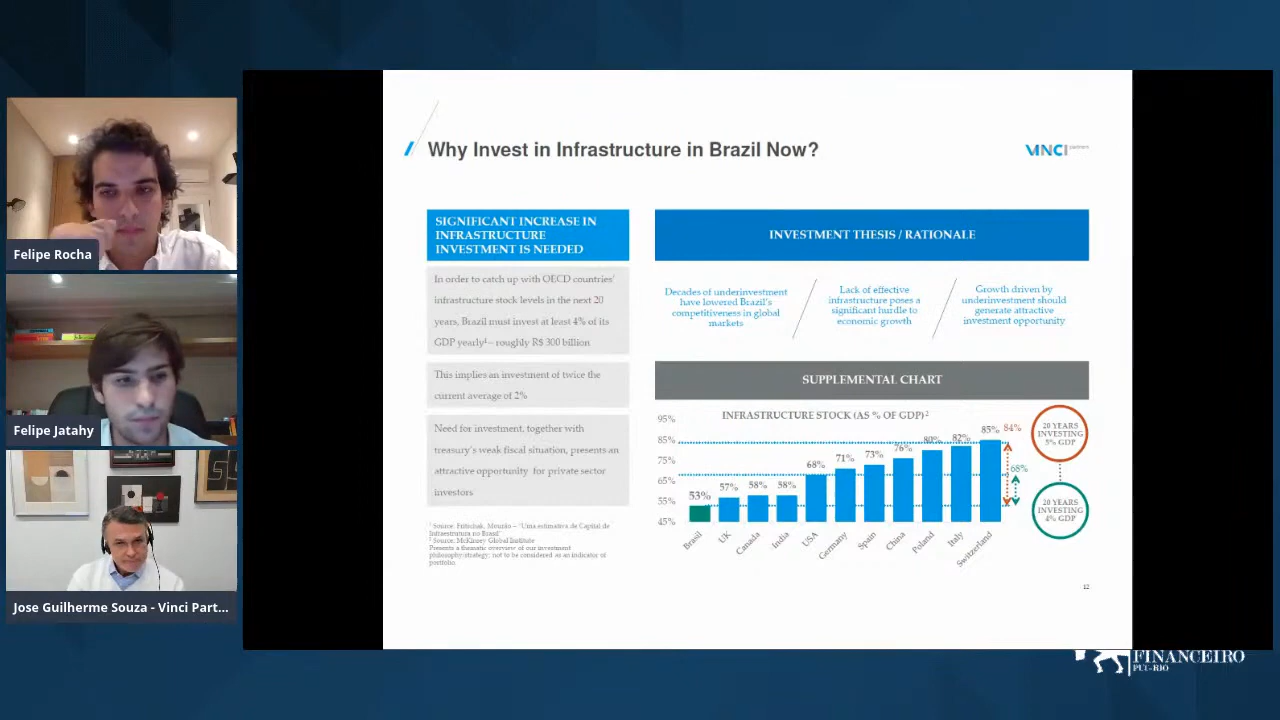 Felipe Rocha
Felipe Jatahy
Jose Guilherme Souza - Vinci Part...
Why Invest in Infrastructure in Brazil Now?
VINCI partners
SIGNIFICANT INCREASE IN
INFRASTRUCTURE
INVESTMENT IS NEEDED
In order to catch up with OECD countries'
infrastructure stock levels in the next 20
years, Brazil must invest at least 4% of its
GDP yearly¹ – roughly R$ 300 billion
This implies an investment of twice the
current average of 2%
Need for investment, together with
treasury's weak fiscal situation, presents an
attractive opportunity for private sector
investors
¹ Source: Frischtak, Mourão – "Uma estimativa de Capital de
Infraestrutura no Brasil"
² Source: McKinzey Global Institute
Presents a thematic overview of our investment
philosophy/strategy; not to be considered as an indicator of
portfolio.
INVESTMENT THESIS / RATIONALE
Decades of underinvestment
have lowered Brazil's
competitiveness in global
markets
Lack of effective
infrastructure poses a
significant hurdle to
economic growth
Growth driven by
underinvestment should
generate attractive
investment opportunity
SUPPLEMENTAL CHART
INFRASTRUCTURE STOCK (AS % OF GDP)²
95%
85%
75%
65%
55%
45%
53%
57%
58%
58%
68%
71%
73%
76%
80%
82%
85%
84%
68%
Brasil
UK
Canada
India
USA
Germany
Spain
China
Poland
Italy
Switzerland
20 YEARS
INVESTING
5% GDP
20 YEARS
INVESTING
4% GDP
12
FINANCEIRO
PUC-RIO